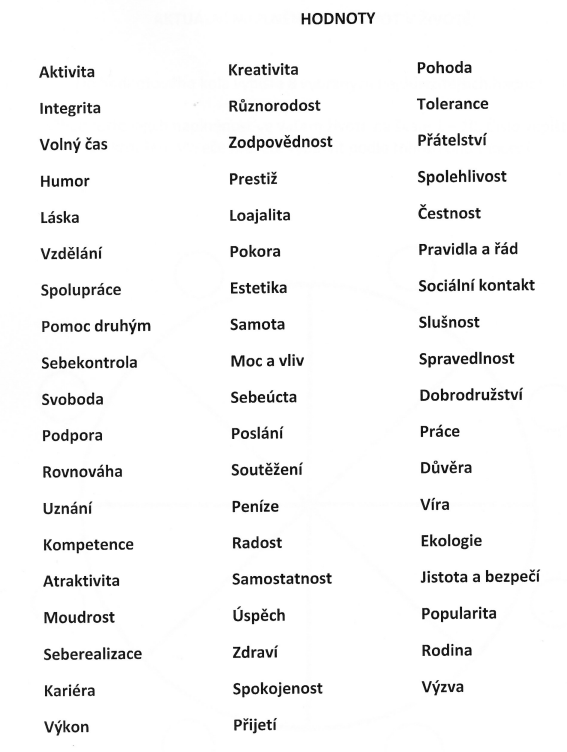 HODNOTY
Aktivita
Integrita
Volný čas
Humor
Láska
Vzdělání
Spolupráce
Pomoc druhým
Sebekontrola
Svoboda
Podpora
Rovnováha
Uznání
Kompetence
Atraktivita
Moudrost
Seberealizace
Kariéra
Výkon
Kreativita
Různorodost
Zodpovědnost
Prestiž
Loajalita
Pokora
Estetika
Samota
Moc a vliv
Sebeúcta
Poslání
Soutěžení
Peníze
Radost
Samostatnost
Úspěch
Zdraví
Spokojenost
Přijetí
Pohoda
Tolerance
Přátelství
Spolehlivost
Čestnost
Pravidla a řád
Sociální kontakt
Slušnost
Spravedlnost
Dobrodružství
Práce
Důvěra
Víra
Ekologie
Jistota a bezpečí
Popularita
Rodina
Výzva